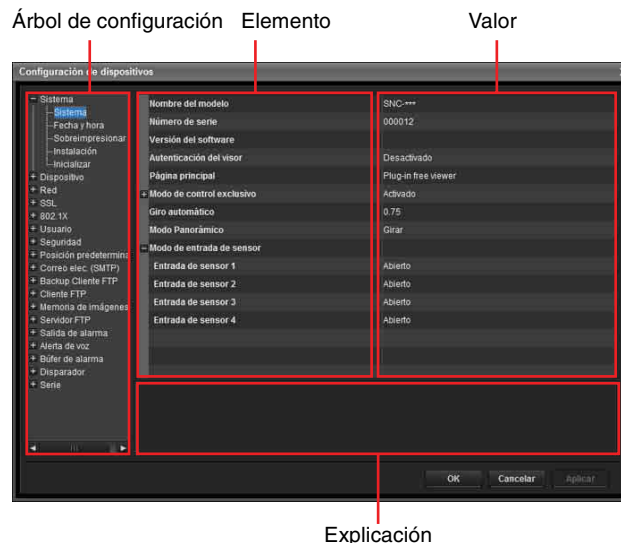 Árbol de configuración Elemento Valor
Configuración de dispositivos
Sistema
Sistema
Fecha y hora
Sobreimpresionar
Instalación
Inicializar
Dispositivo
Red
SSL
802.1X
Usuario
Seguridad
Posición predetermina
Correo elec. (SMTP)
Backup Cliente FTP
Cliente FTP
Memoria de imágenes
Servidor FTP
Salida de alarma
Alerta de voz
Búfer de alarma
Disparador
Serie
Nombre del modelo SNC-***
Número de serie 000012
Versión del software
Autenticación del visor Desactivado
Página principal Plug-in free viewer
Modo de control exclusivo Activado
Giro automático 0.75
Modo Panorámico Girar
Modo de entrada de sensor
Entrada de sensor 1 Abierto
Entrada de sensor 2 Abierto
Entrada de sensor 3 Abierto
Entrada de sensor 4 Abierto
OK Cancelar Aplicar
Explicación